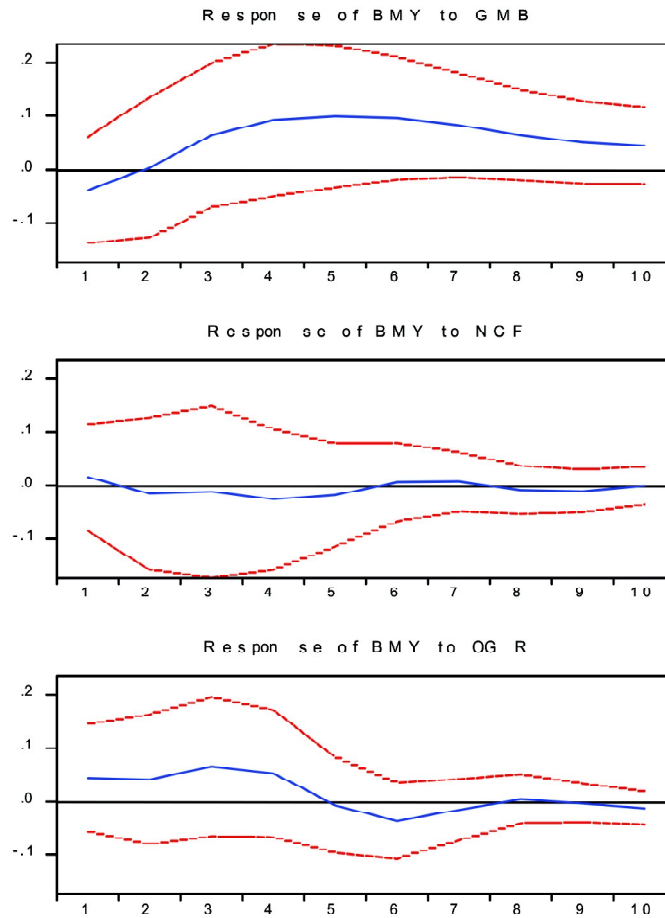 Response of BMY to GMB
.2
.1
.0
-.1
1 2 3 4 5 6 7 8 9 10
Response of BMY to NCF
.2
.1
.0
-.1
1 2 3 4 5 6 7 8 9 10
Response of BMY to OGR
.2
.1
.0
-.1
1 2 3 4 5 6 7 8 9 10